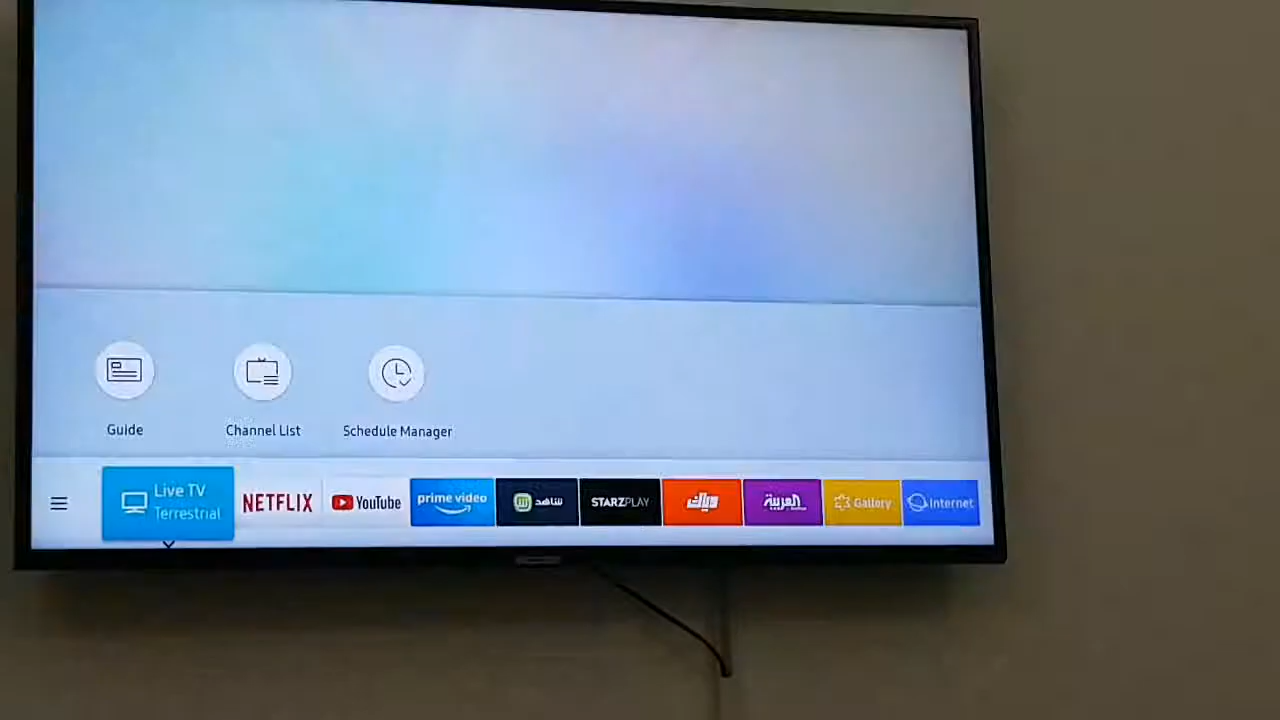 Guide
Channel List
Schedule Manager
Live TV
Terrestrial
NETFLIX
YouTube
prime video
شاهد
STARZPLAY
العربية
Gallery
Internet